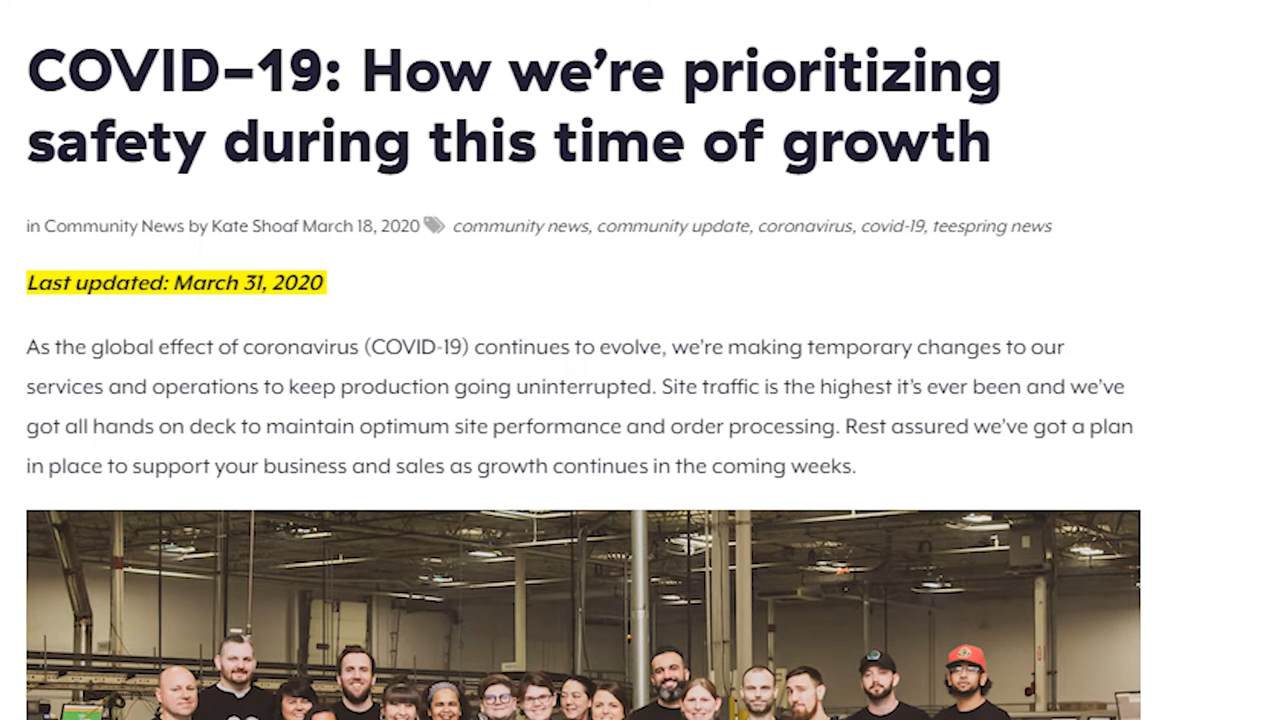 COVID-19: How we're prioritizing
safety during this time of growth
in Community News by Kate Shoaf March 18, 2020 community news, community update, coronavirus, covid-19, teespring news
Last updated: March 31, 2020
As the global effect of coronavirus (COVID-19) continues to evolve, we're making temporary changes to our
services and operations to keep production going uninterrupted. Site traffic is the highest it's ever been and we've
got all hands on deck to maintain optimum site performance and order processing. Rest assured we've got a plan
in place to support your business and sales as growth continues in the coming weeks.